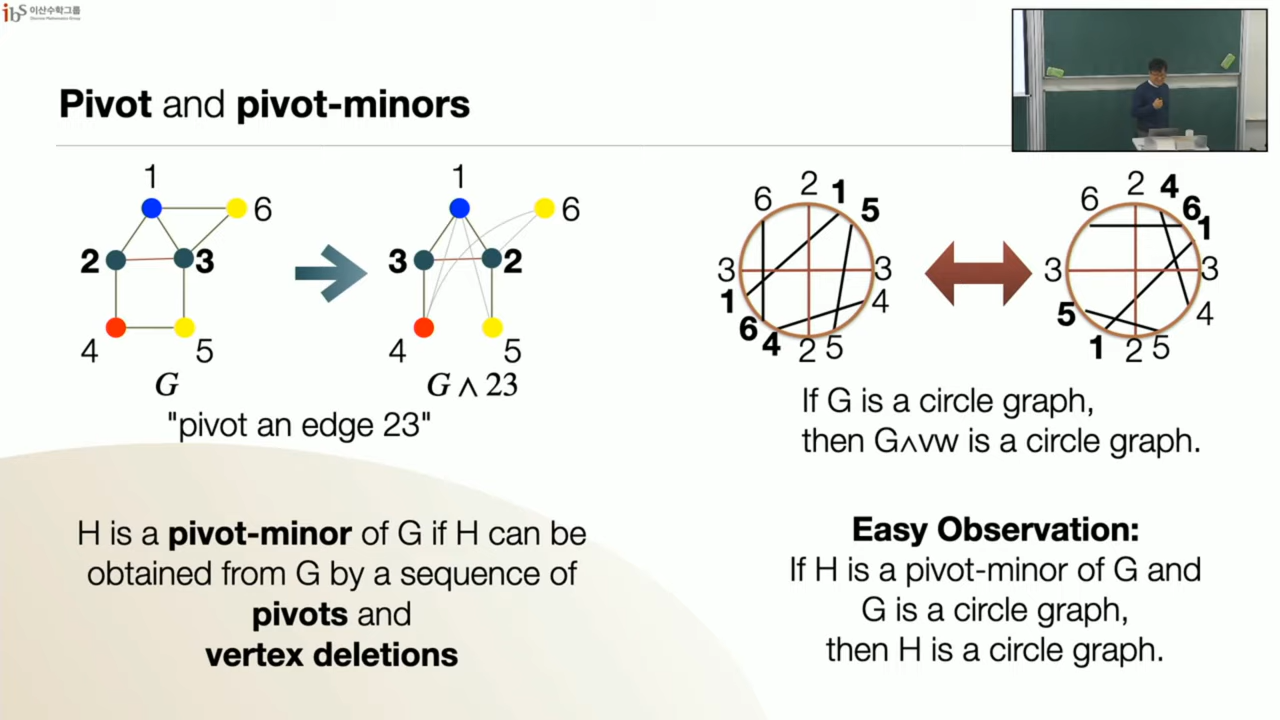 ibS 이산수학그룹
Discrete Mathematics Group
Pivot and pivot-minors
1
6
2
3
4
5
G
1
6
3
2
4
5
G ∧ 23
"pivot an edge 23"
6
2
1
5
3
3
1
4
6
4
2
5
6
2
4
6
1
3
3
5
4
1
2
5
If G is a circle graph,
then G∧vw is a circle graph.
H is a pivot-minor of G if H can be
obtained from G by a sequence of
pivots and
vertex deletions
Easy Observation:
If H is a pivot-minor of G and
G is a circle graph,
then H is a circle graph.